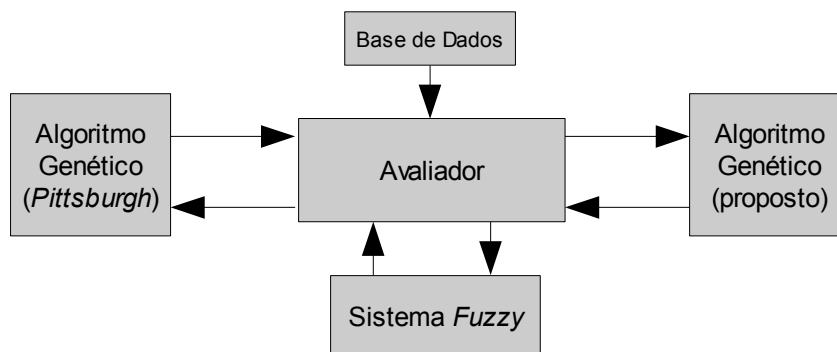 Base de Dados
Algoritmo
Genético
(Pittsburgh)
Avaliador
Algoritmo
Genético
(proposto)
Sistema Fuzzy